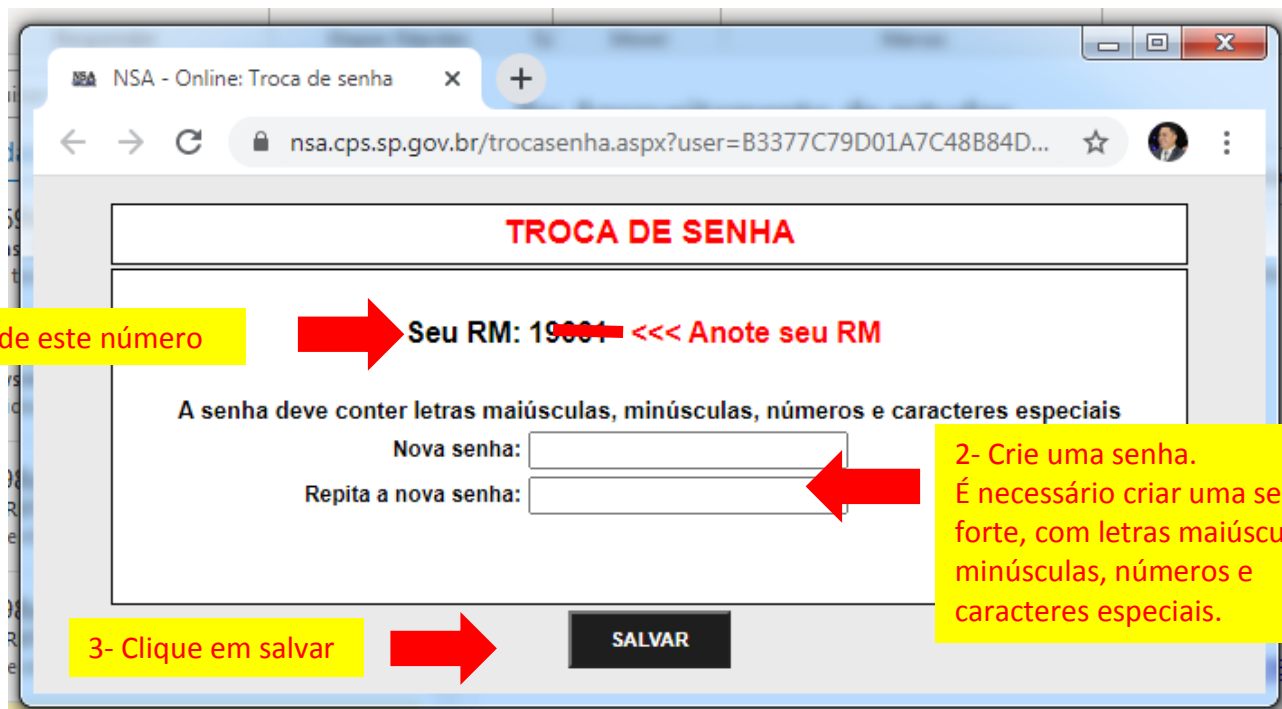 NSA - Online: Troca de senha
nsa.cps.sp.gov.br/trocasenha.aspx?user=B3377C79D01A7C48B84D...
TROCA DE SENHA
de este número
Seu RM: <<< Anote seu RM
A senha deve conter letras maiúsculas, minúsculas, números e caracteres especiais
Nova senha:
Repita a nova senha:
2- Crie uma senha.
É necessário criar uma se
forte, com letras maiúscu
minúsculas, números e
caracteres especiais.
3- Clique em salvar
SALVAR